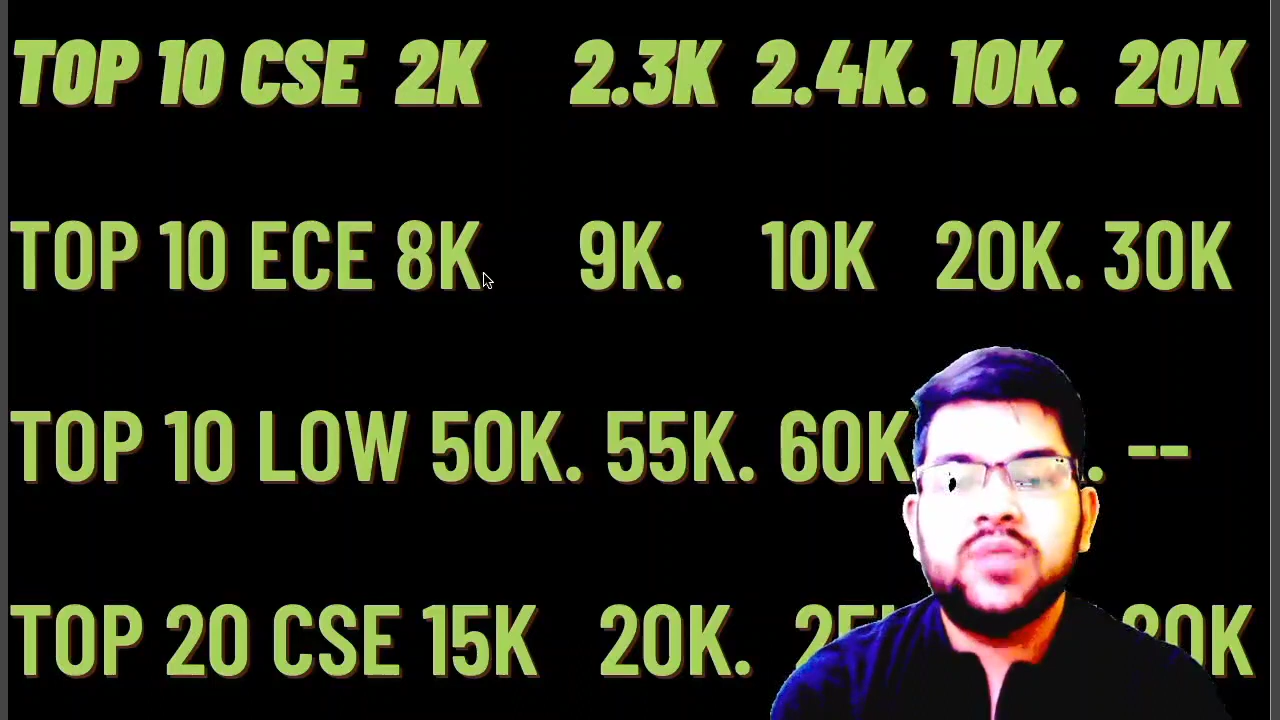 TOP 10 CSE 2K 2.3K 2.4K. 10K. 20K
TOP 10 ECE 8K. 9K. 10K 20K. 30K
TOP 10 LOW 50K. 55K. 60K . --
TOP 20 CSE 15K 20K.